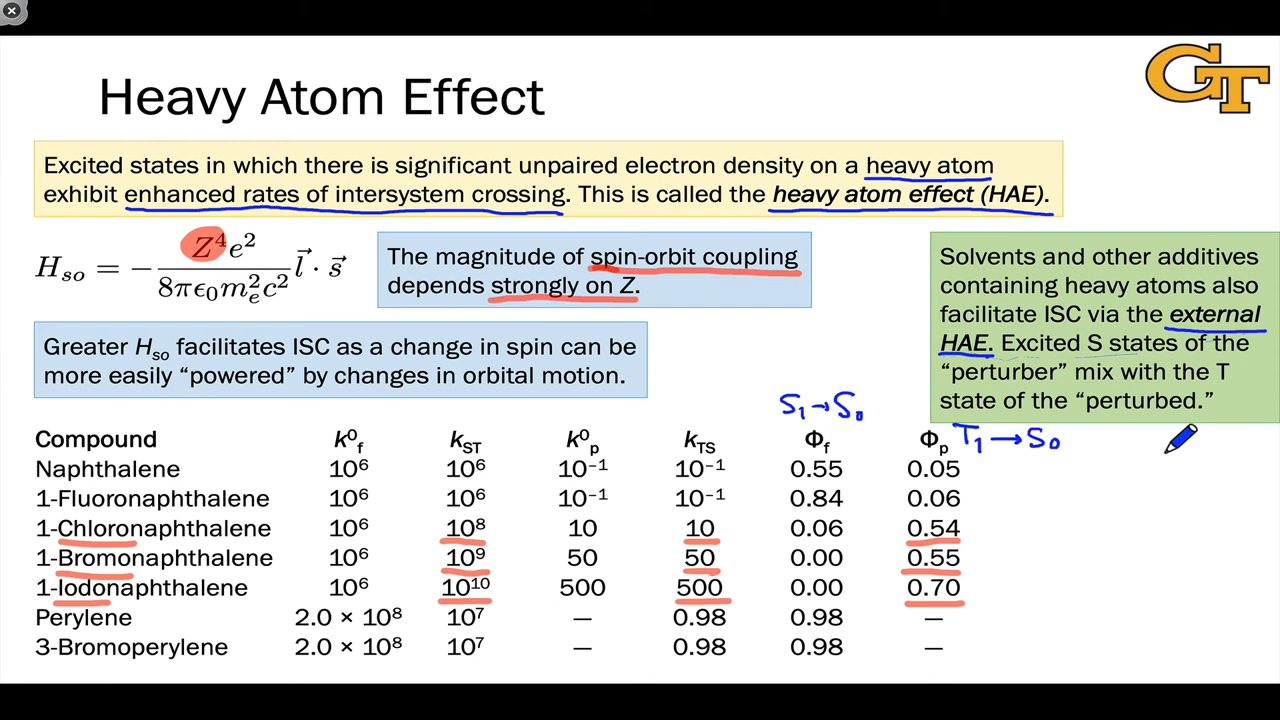 GT
Heavy Atom Effect
Excited states in which there is significant unpaired electron density on a heavy atom
exhibit enhanced rates of intersystem crossing. This is called the heavy atom effect (HAE).
H_so = − Z⁴e² / 8πϵ₀m_e²c² l⃗ · s⃗
The magnitude of spin-orbit coupling
depends strongly on Z.
Greater H_so facilitates ISC as a change in spin can be
more easily “powered” by changes in orbital motion.
Solvents and other additives
containing heavy atoms also
facilitate ISC via the external
HAE. Excited S states of the
“perturber” mix with the T
state of the “perturbed.”
S₁ → S₀
T₁ → S₀
Compound k⁰_f k_ST k⁰_p k_TS Φ_f Φ_p
Naphthalene 10⁶ 10⁶ 10⁻¹ 10⁻¹ 0.55 0.05
1-Fluoronaphthalene 10⁶ 10⁶ 10⁻¹ 10⁻¹ 0.84 0.06
1-Chloronaphthalene 10⁶ 10⁸ 10 10 0.06 0.54
1-Bromonaphthalene 10⁶ 10⁹ 50 50 0.00 0.55
1-Iodonaphthalene 10⁶ 10¹⁰ 500 500 0.00 0.70
Perylene 2.0 × 10⁸ 10⁷ — 0.98 0.98 —
3-Bromoperylene 2.0 × 10⁸ 10⁷ — 0.98 0.98 —